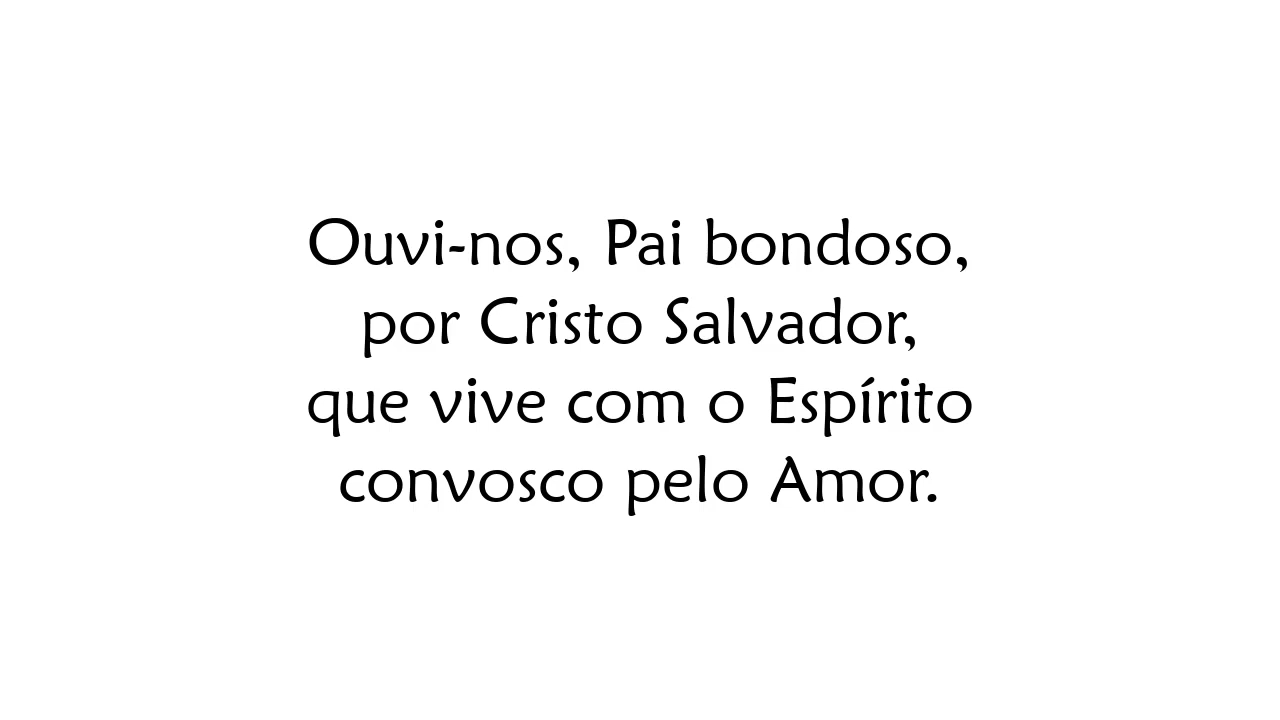 Ouvi-nos, Pai bondoso,
por Cristo Salvador,
que vive com o Espírito
convosco pelo Amor.